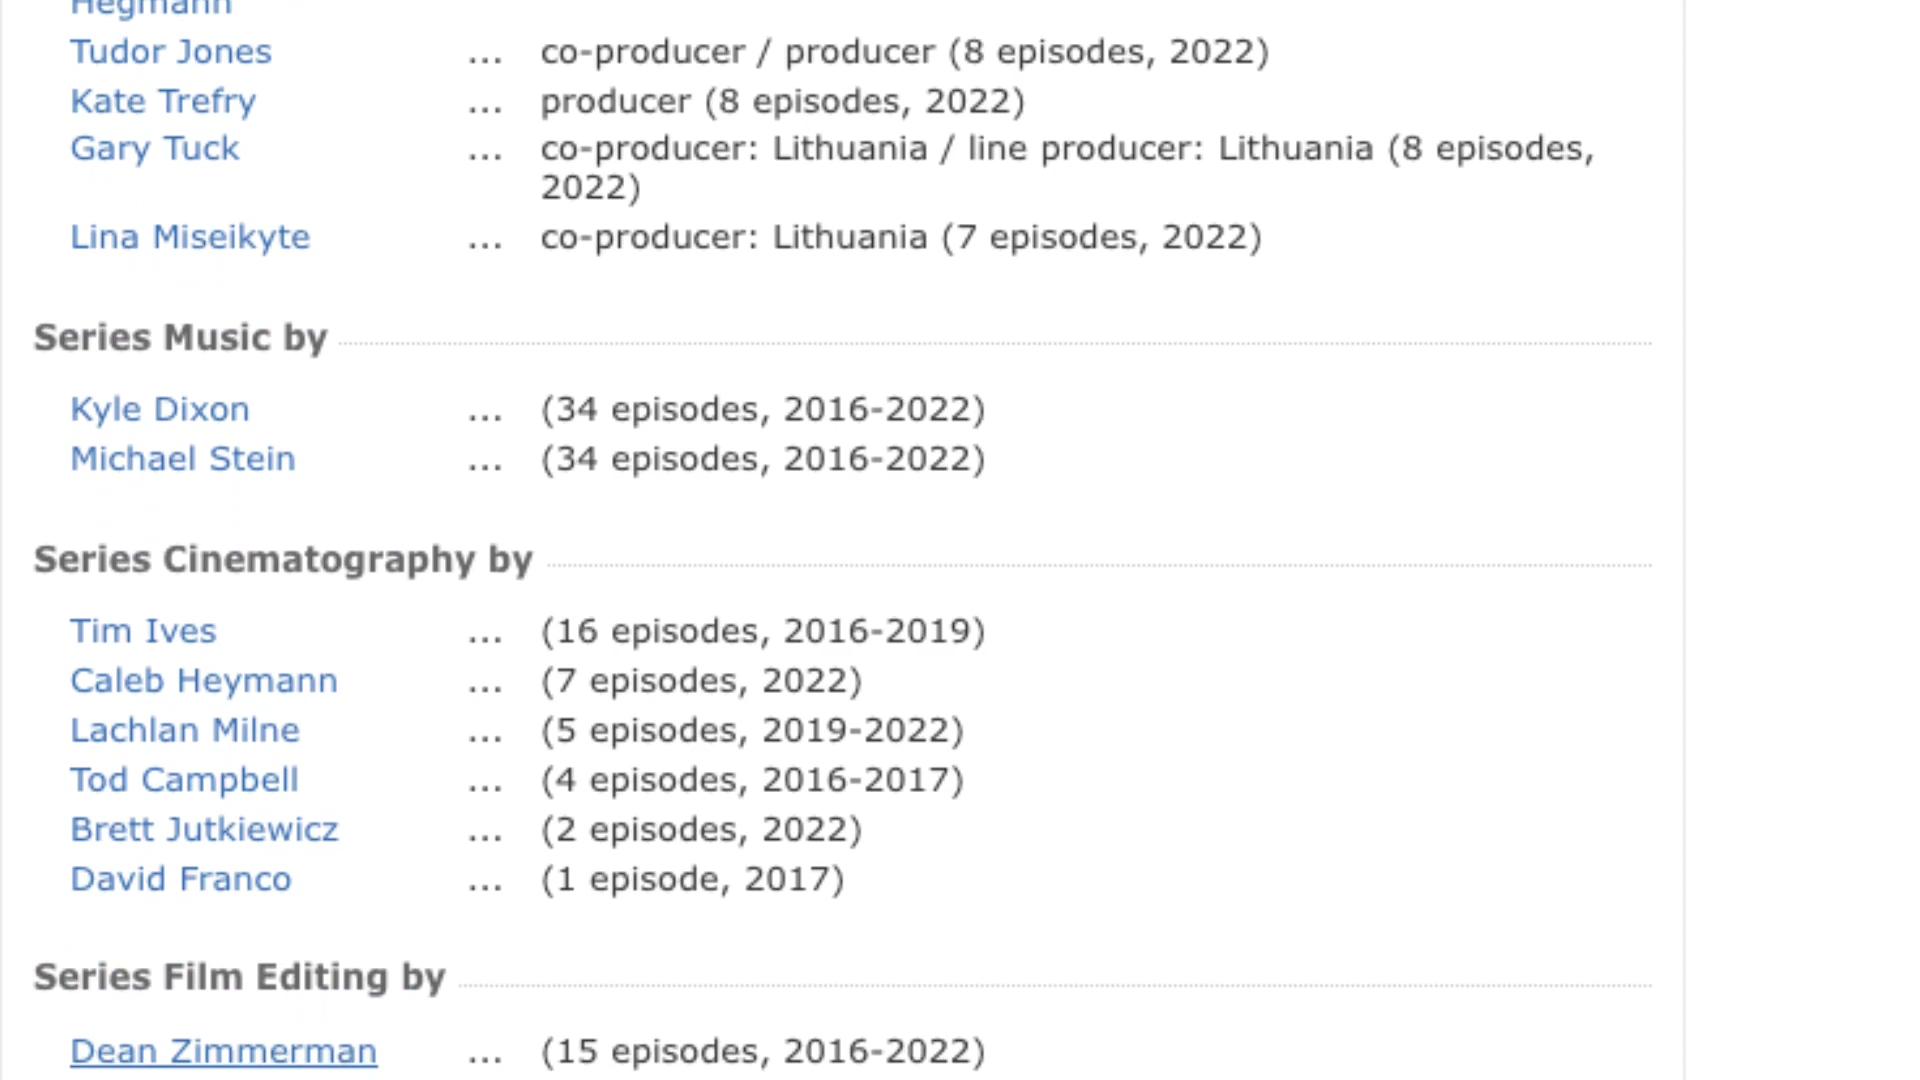 Hegmann
Tudor Jones ... co-producer / producer (8 episodes, 2022)
Kate Trefry ... producer (8 episodes, 2022)
Gary Tuck ... co-producer: Lithuania / line producer: Lithuania (8 episodes,
2022)
Lina Miseikyte ... co-producer: Lithuania (7 episodes, 2022)
Series Music by
Kyle Dixon ... (34 episodes, 2016-2022)
Michael Stein ... (34 episodes, 2016-2022)
Series Cinematography by
Tim Ives ... (16 episodes, 2016-2019)
Caleb Heymann ... (7 episodes, 2022)
Lachlan Milne ... (5 episodes, 2019-2022)
Tod Campbell ... (4 episodes, 2016-2017)
Brett Jutkiewicz ... (2 episodes, 2022)
David Franco ... (1 episode, 2017)
Series Film Editing by
Dean Zimmerman ... (15 episodes, 2016-2022)